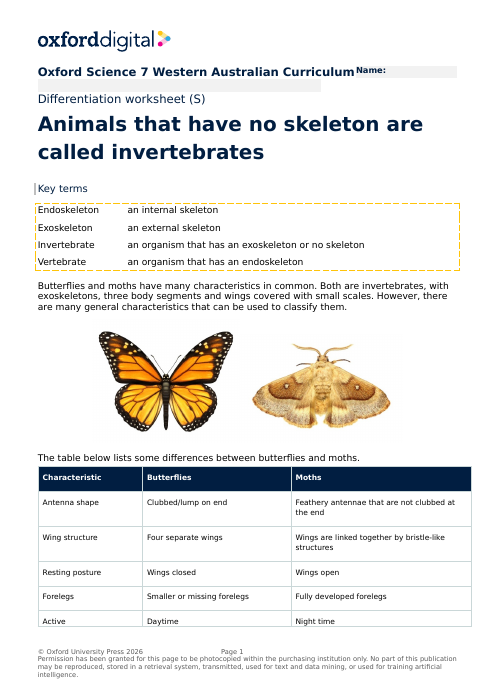 oxforddigital
Oxford Science 7 Western Australian Curriculum Name:
Differentiation worksheet (S)
Animals that have no skeleton are
called invertebrates
Key terms
Endoskeleton an internal skeleton
Exoskeleton an external skeleton
Invertebrate an organism that has an exoskeleton or no skeleton
Vertebrate an organism that has an endoskeleton
Butterflies and moths have many characteristics in common. Both are invertebrates, with
exoskeletons, three body segments and wings covered with small scales. However, there
are many general characteristics that can be used to classify them.
The table below lists some differences between butterflies and moths.
Characteristic Butterflies Moths
Antenna shape Clubbed/lump on end Feathery antennae that are not clubbed at
the end
Wing structure Four separate wings Wings are linked together by bristle-like
structures
Resting posture Wings closed Wings open
Forelegs Smaller or missing forelegs Fully developed forelegs
Active Daytime Night time
© Oxford University Press 2026 Page 1
Permission has been granted for this page to be photocopied within the purchasing institution only. No part of this publication
may be reproduced, stored in a retrieval system, transmitted, used for text and data mining, or used for training artificial
intelligence.